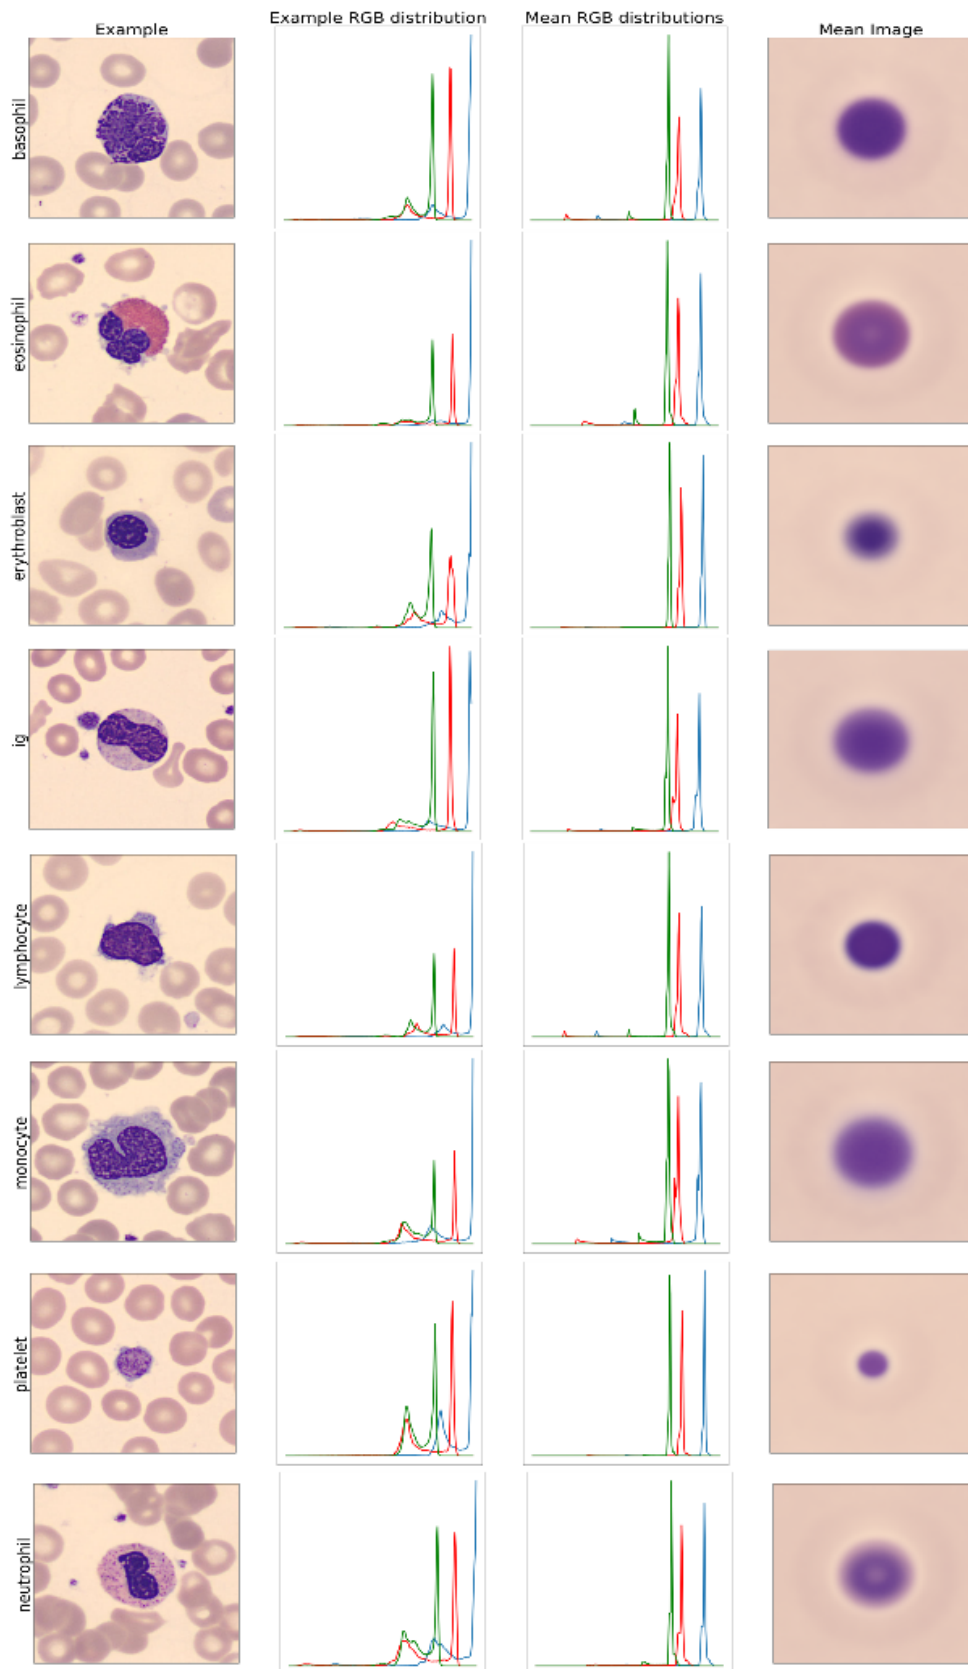 Example
Example RGB distribution
Mean RGB distributions
Mean Image
basophil
eosinophil
erythroblast
ig
lymphocyte
monocyte
platelet
neutrophil